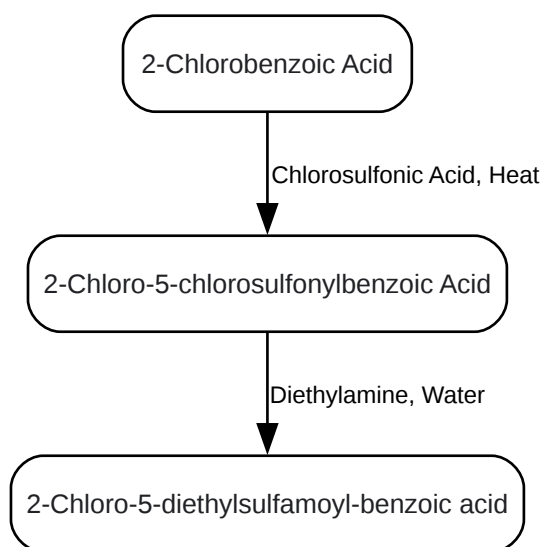 2-Chlorobenzoic Acid
Chlorosulfonic Acid, Heat
2-Chloro-5-chlorosulfonylbenzoic Acid
Diethylamine, Water
2-Chloro-5-diethylsulfamoyl-benzoic acid